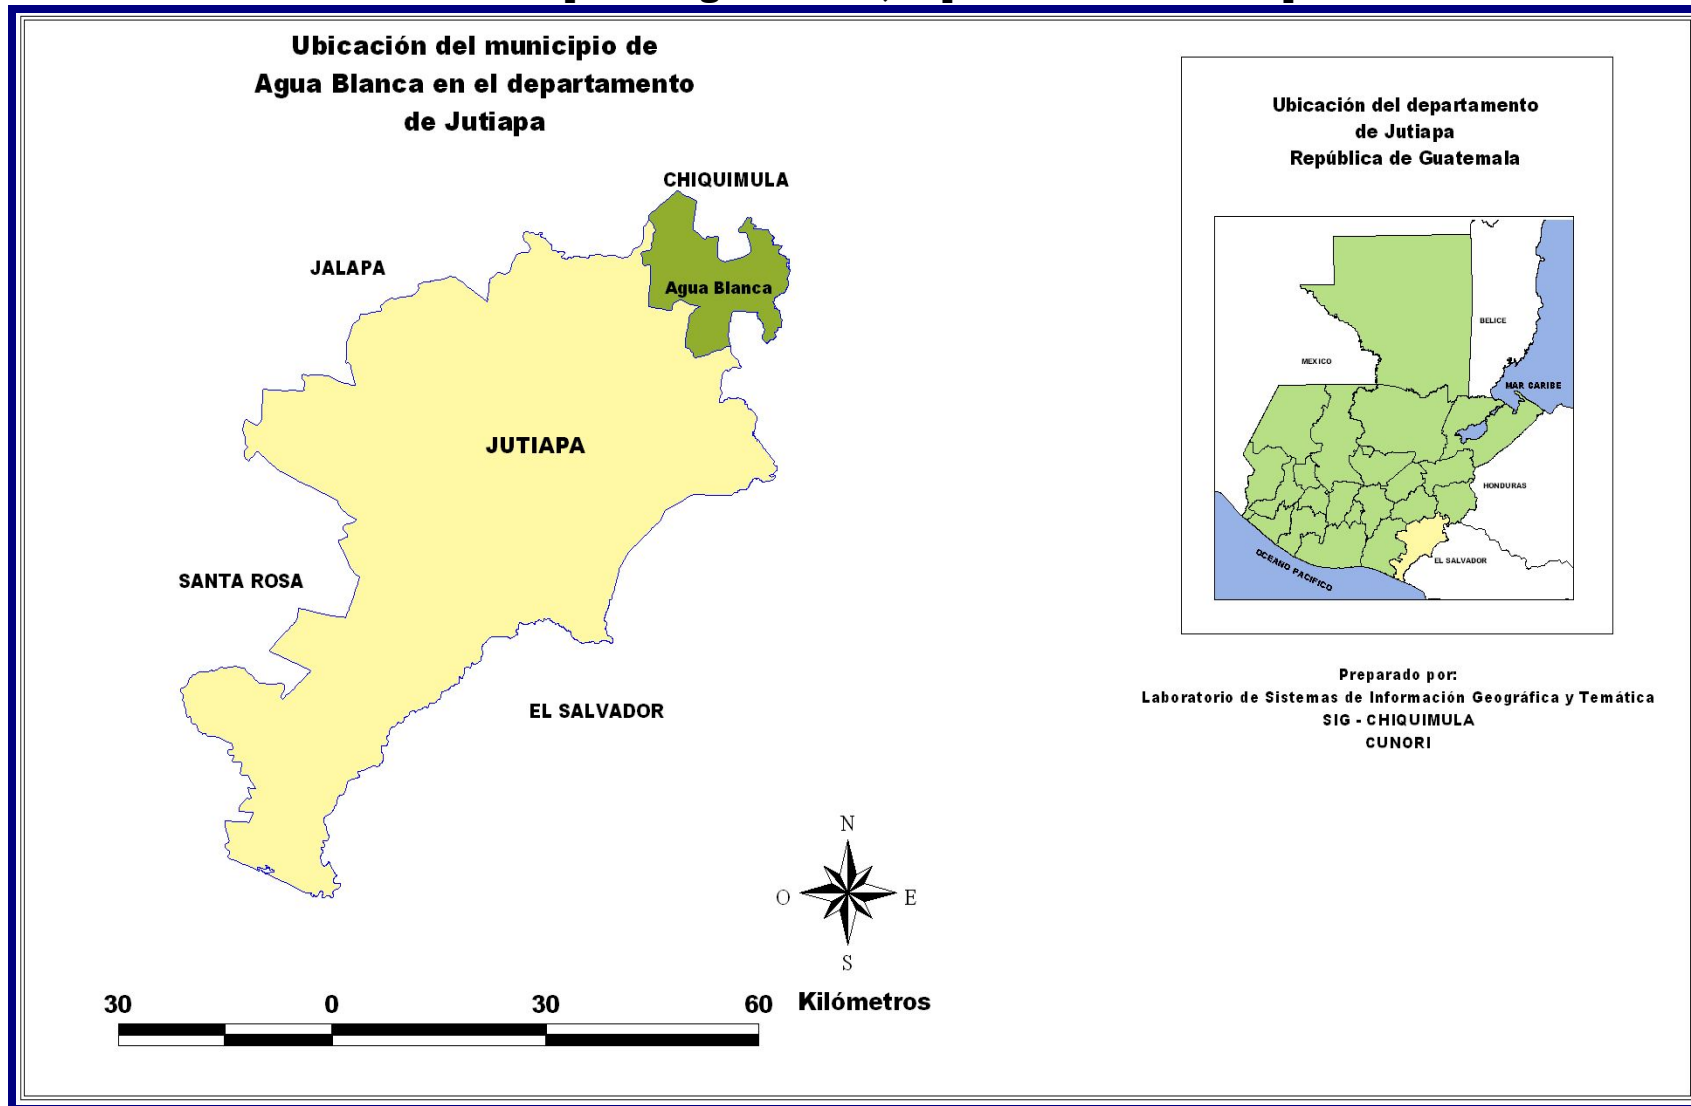 Ubicación del municipio de
Agua Blanca en el departamento
de Jutiapa
CHIQUIMULA
JALAPA
Agua Blanca
JUTIAPA
SANTA ROSA
EL SALVADOR
N
O
E
S
30 0 30 60 Kilómetros
Ubicación del departamento
de Jutiapa
República de Guatemala
BELICE
MEXICO
MAR CARIBE
HONDURAS
EL SALVADOR
OCEANO PACIFICO
Preparado por:
Laboratorio de Sistemas de Información Geográfica y Temática
SIG - CHIQUIMULA
CUNORI